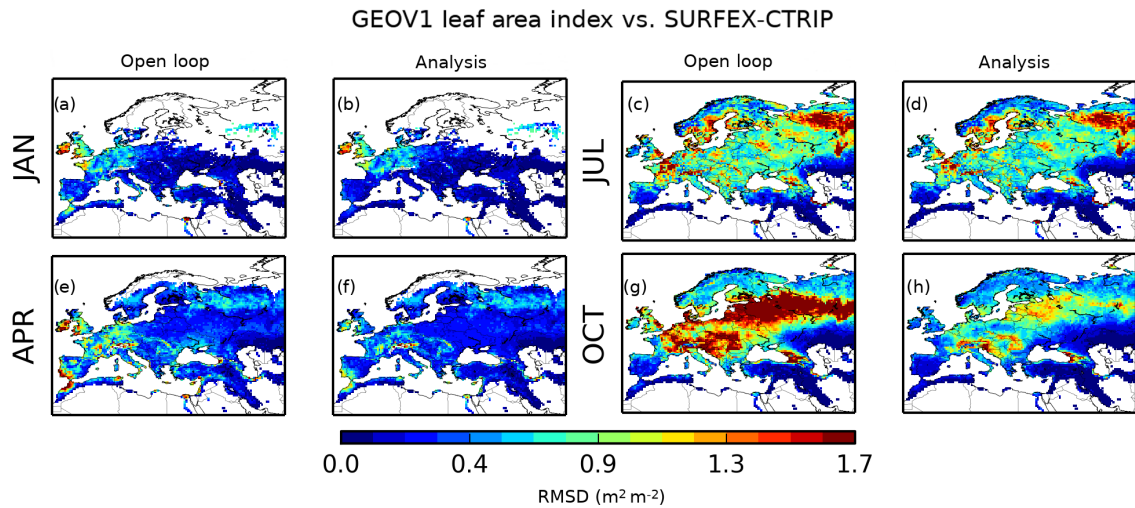 GEOV1 leaf area index vs. SURFEX-CTRIP
Open loop
Analysis
Open loop
Analysis
JAN
(a)
(b)
JUL
(c)
(d)
APR
(e)
(f)
OCT
(g)
(h)
0.0 0.4 0.9 1.3 1.7
RMSD (m² m⁻²)